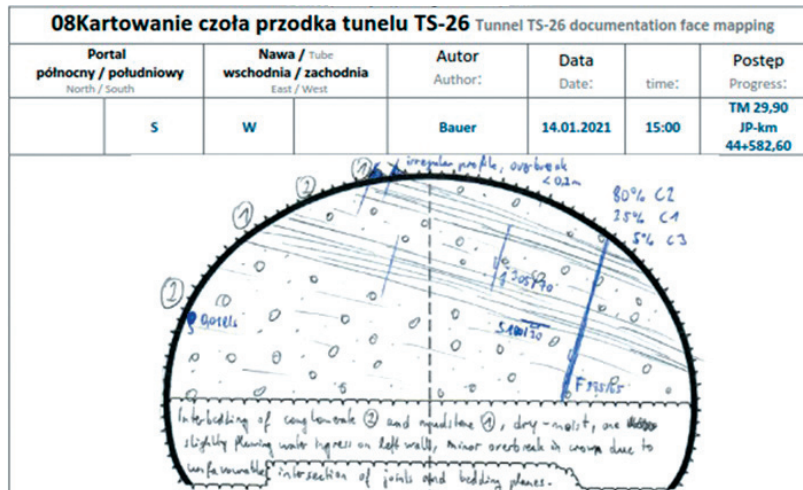 08Kartowanie czoła przodka tunelu TS-26 Tunnel TS-26 documentation face mapping
Portal
północny / południowy
North / South
Nawa / Tube
wschodnia / zachodnia
East / West
Autor
Author:
Data
Date:
time:
Postęp
Progress:
S
W
Bauer
14.01.2021
15:00
TM 29,90
JP-km
44+582,60
irregular profile, overbreak
< 0,2m
80% C2
25% C1
5% C3
1
2
1
2
0,01 l/s
Interbedding of conglomerate 2 and mudstone 1, dry-moist, one
slightly flowing water ingress on left wall, minor overbreak in crown due to
unfavourable intersection of joints and bedding planes.